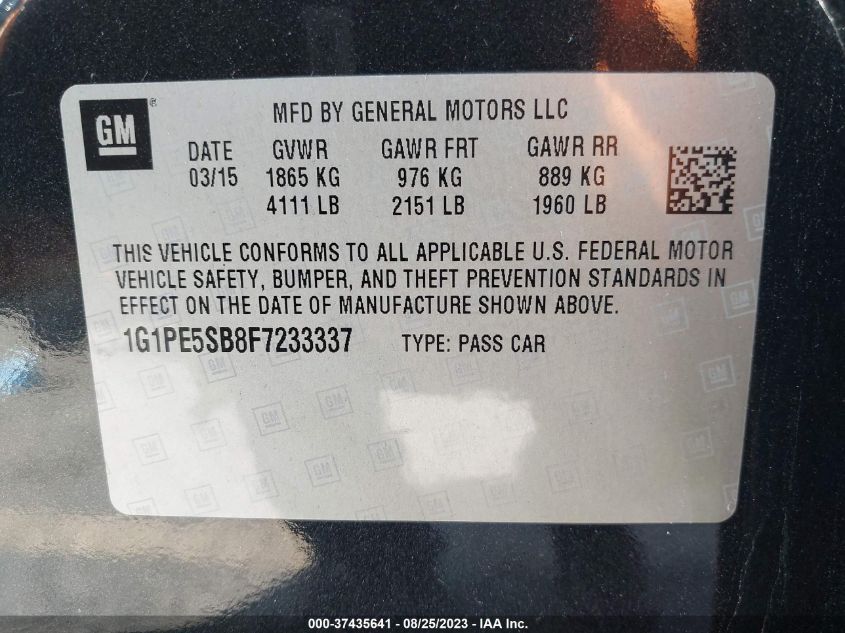 GM®
MFD BY GENERAL MOTORS LLC
DATE GVWR GAWR FRT GAWR RR
03/15 1865 KG 976 KG 889 KG
4111 LB 2151 LB 1960 LB
THIS VEHICLE CONFORMS TO ALL APPLICABLE U.S. FEDERAL MOTOR
VEHICLE SAFETY, BUMPER, AND THEFT PREVENTION STANDARDS IN
EFFECT ON THE DATE OF MANUFACTURE SHOWN ABOVE.
1G1PE5SB8F7233337 TYPE: PASS CAR
000-37435641 - 08/25/2023 - IAA Inc.